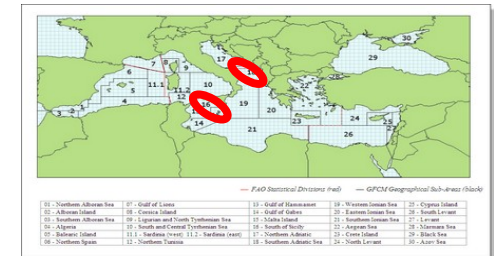 30
29
17
7 8
18
6 9
10
11.1
5
11.2
22
4 12 16
3 2 1
19 20
14
23 24 25
21
26 27
— FAO Statistical Divisions (red) — GFCM Geographical Sub-Areas (black)
01 - Northern Alboran Sea 07 - Gulf of Lions 13 - Gulf of Hammamet 19 - Western Ionian Sea 25 - Cyprus Island
02 - Alboran Island 08 - Corsica Island 14 - Gulf of Gabes 20 - Eastern Ionian Sea 26 - South Levant
03 - Southern Alboran Sea 09 - Ligurian and North Tyrrhenian Sea 15 - Malta Island 21 - Southern Ionian Sea 27 - Levant
04 - Algeria 10 - South and Central Tyrrhenian Sea 16 - South of Sicily 22 - Aegean Sea 28 - Marmara Sea
05 - Balearic Island 11.1 - Sardinia (west) 11.2 - Sardinia (east) 17 - Northern Adriatic 23 - Crete Island 29 - Black Sea
06 - Northern Spain 12 - Northern Tunisia 18 - Southern Adriatic Sea 24 - North Levant 30 - Azov Sea